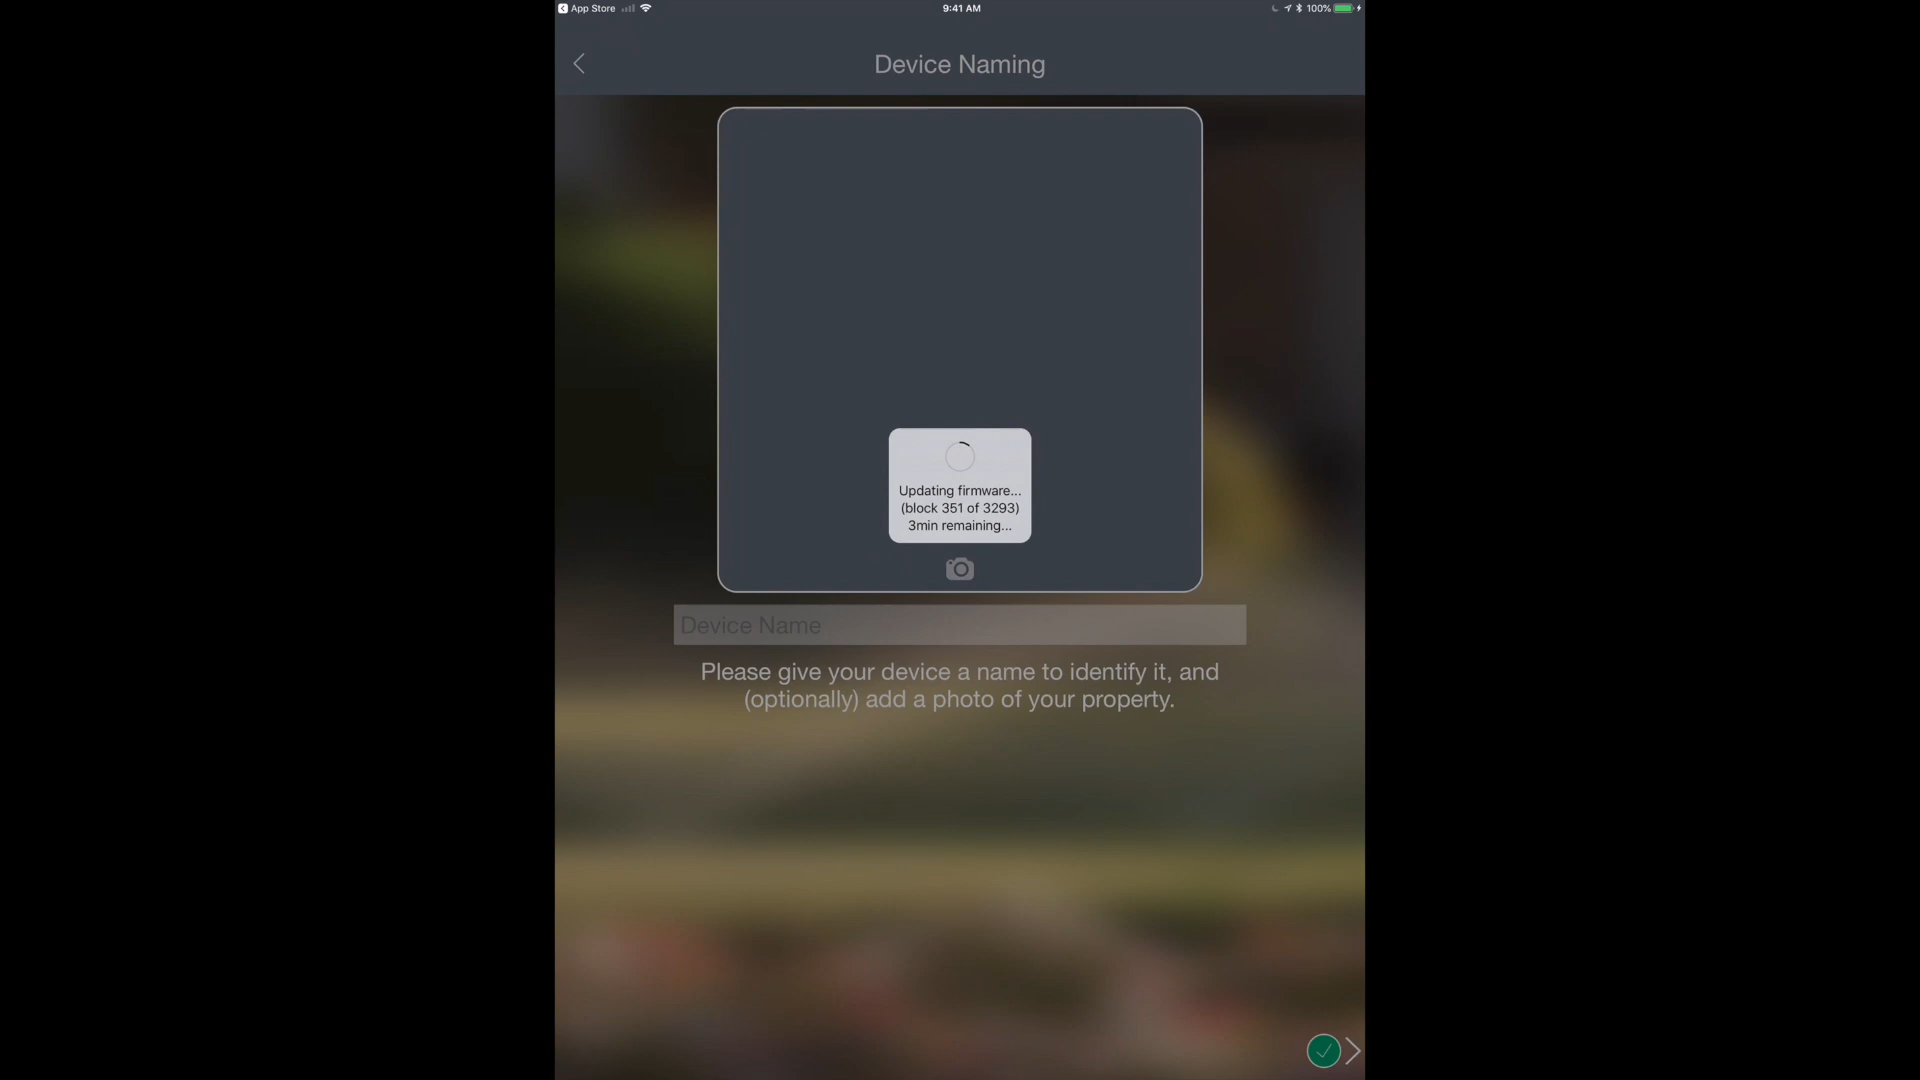 App Store
9:41 AM
100%
Device Naming
Updating firmware...
(block 351 of 3293)
3min remaining...
Device Name
Please give your device a name to identify it, and
(optionally) add a photo of your property.